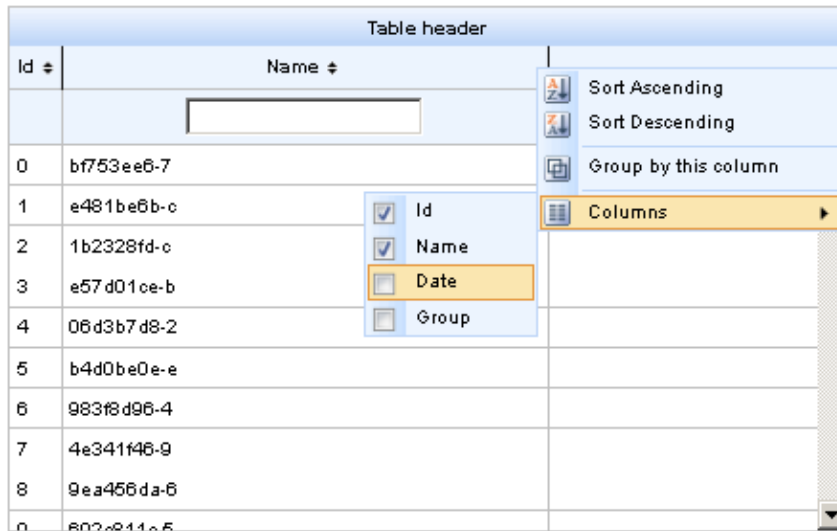 Table header
Id Name
Sort Ascending
Sort Descending
Group by this column
Columns
Id
Name
Date
Group
0 bf753ee6-7
1 e481be6b-c
2 1b2328fd-c
3 e57d01ce-b
4 06d3b7d8-2
5 b4d0be0e-e
6 983f8d96-4
7 4e341f46-9
8 9ea456da-6